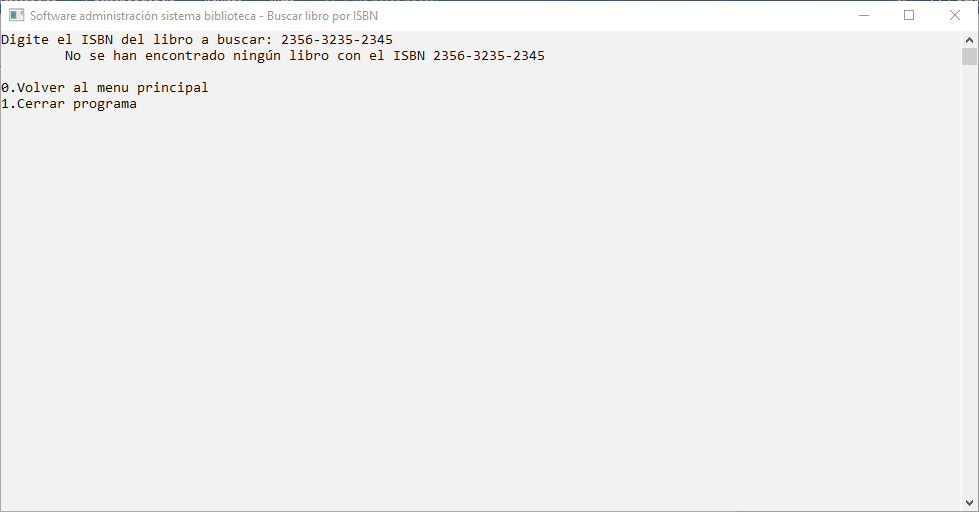 Software administración sistema biblioteca - Buscar libro por ISBN
Digite el ISBN del libro a buscar: 2356-3235-2345
No se han encontrado ningún libro con el ISBN 2356-3235-2345
0.Volver al menu principal
1.Cerrar programa